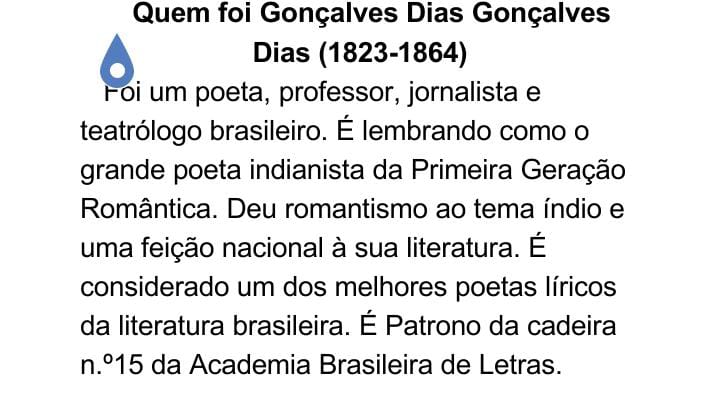 Quem foi Gonçalves Dias Gonçalves
Dias (1823-1864)
Foi um poeta, professor, jornalista e
teatrólogo brasileiro. É lembrando como o
grande poeta indianista da Primeira Geração
Romântica. Deu romantismo ao tema índio e
uma feição nacional à sua literatura. É
considerado um dos melhores poetas líricos
da literatura brasileira. É Patrono da cadeira
n.º15 da Academia Brasileira de Letras.